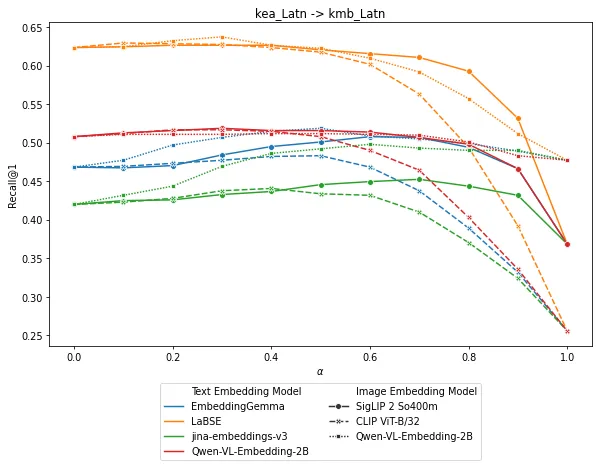 kea_Latn -> kmb_Latn
Recall@1
0.65
0.60
0.55
0.50
0.45
0.40
0.35
0.30
0.25
0.0
0.2
0.4
0.6
0.8
1.0
α
Text Embedding Model
EmbeddingGemma
LaBSE
jina-embeddings-v3
Qwen-VL-Embedding-2B
Image Embedding Model
SigLIP 2 So400m
CLIP ViT-B/32
Qwen-VL-Embedding-2B